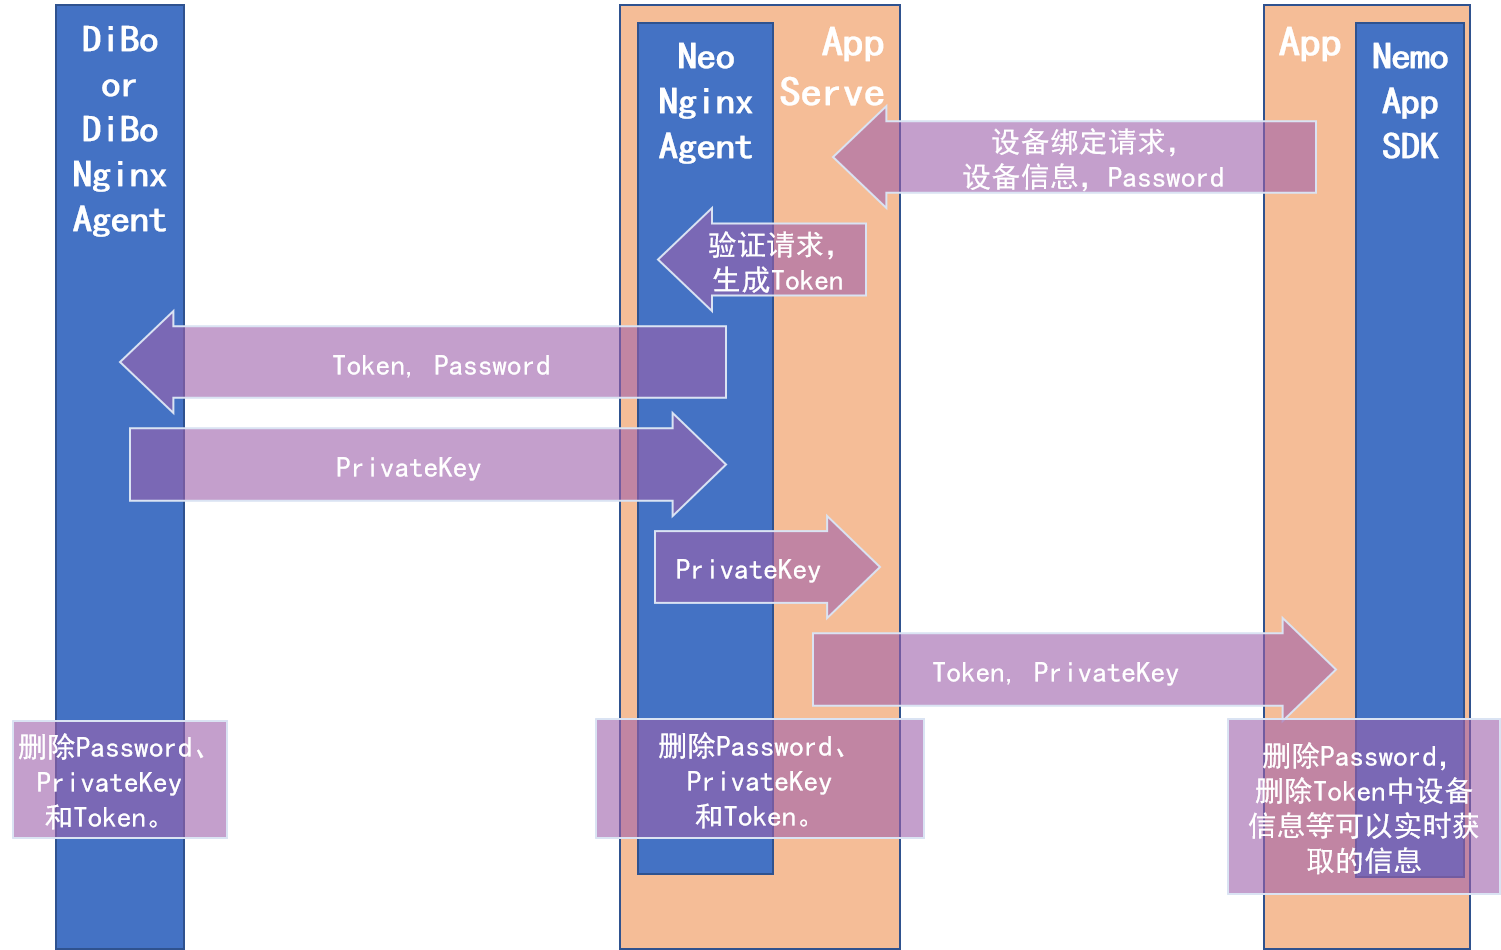 DiBo
or
DiBo
Nginx
Agent
Neo
Nginx
Agent
App
Serve
App
Nemo
App
SDK
设备绑定请求，
设备信息，Password
验证请求，
生成Token
Token, Password
PrivateKey
PrivateKey
Token, PrivateKey
删除Password、
PrivateKey
和Token。
删除Password、
PrivateKey
和Token。
删除Password，
删除Token中设备
信息等可以实时获
取的信息